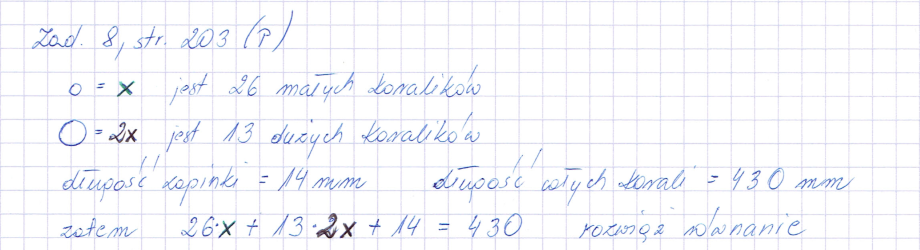 Zad. 8, str. 203 (P)
o = x jest 26 małych koralików
O = 2x jest 13 dużych koralików
długość zapinki = 14 mm długość całych korali = 430 mm
zatem 26·x + 13·2x + 14 = 430 rozwiąż równanie